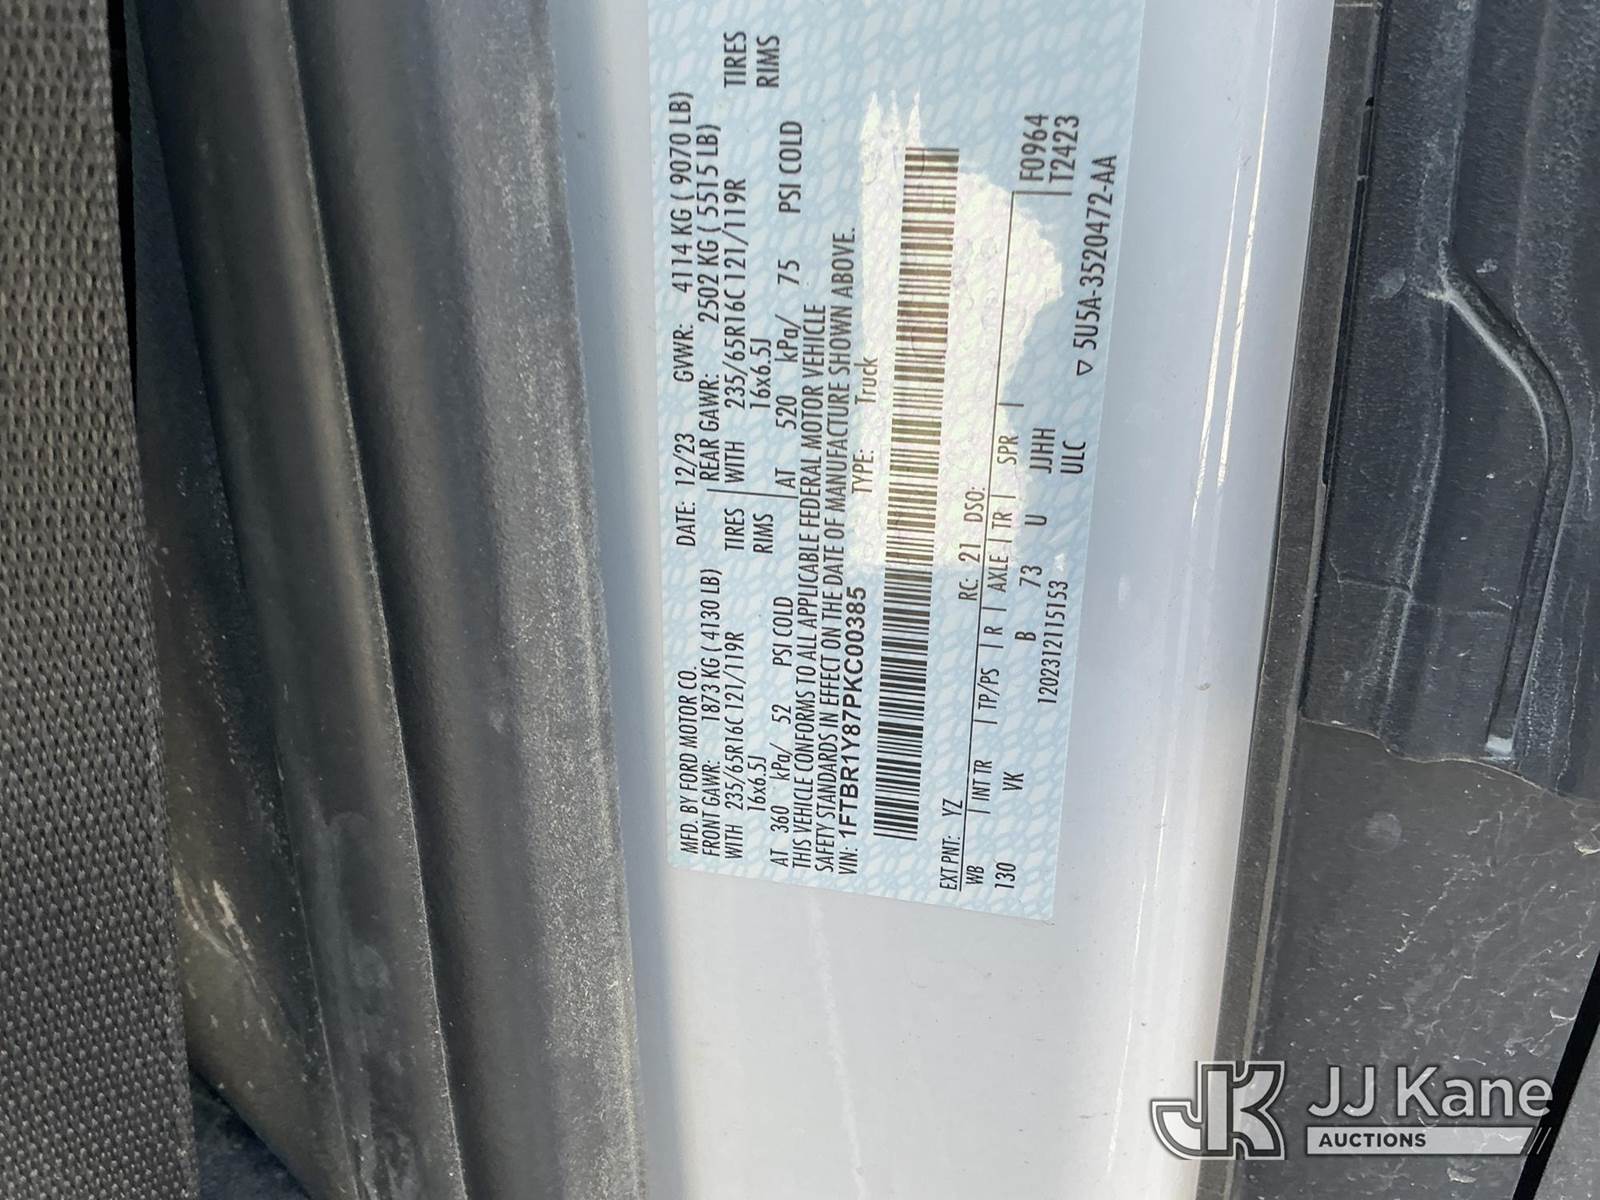 MFD. BY FORD MOTOR CO. DATE: 12/23 GVWR: 4114 KG ( 9070 LB)
FRONT GAWR: 1873 KG ( 4130 LB) REAR GAWR: 2502 KG ( 5515 LB)
WITH 235/65R16C 121/119R TIRES WITH 235/65R16C 121/119R TIRES
16x6.5J RIMS 16x6.5J RIMS
AT 360 kPa/ 52 PSI COLD AT 520 kPa/ 75 PSI COLD
THIS VEHICLE CONFORMS TO ALL APPLICABLE FEDERAL MOTOR VEHICLE
SAFETY STANDARDS IN EFFECT ON THE DATE OF MANUFACTURE SHOWN ABOVE.
VIN: 1FTBR1Y87PKC00385 TYPE: Truck
EXT PNT: YZ RC: 21 DSO:
WB INT TR TP/PS R AXLE TR SPR F0964
130 VK B 73 U JJHH T2423
12023121115153 ULC
▽ 5U5A-3520472-AA
JK JJ Kane
AUCTIONS